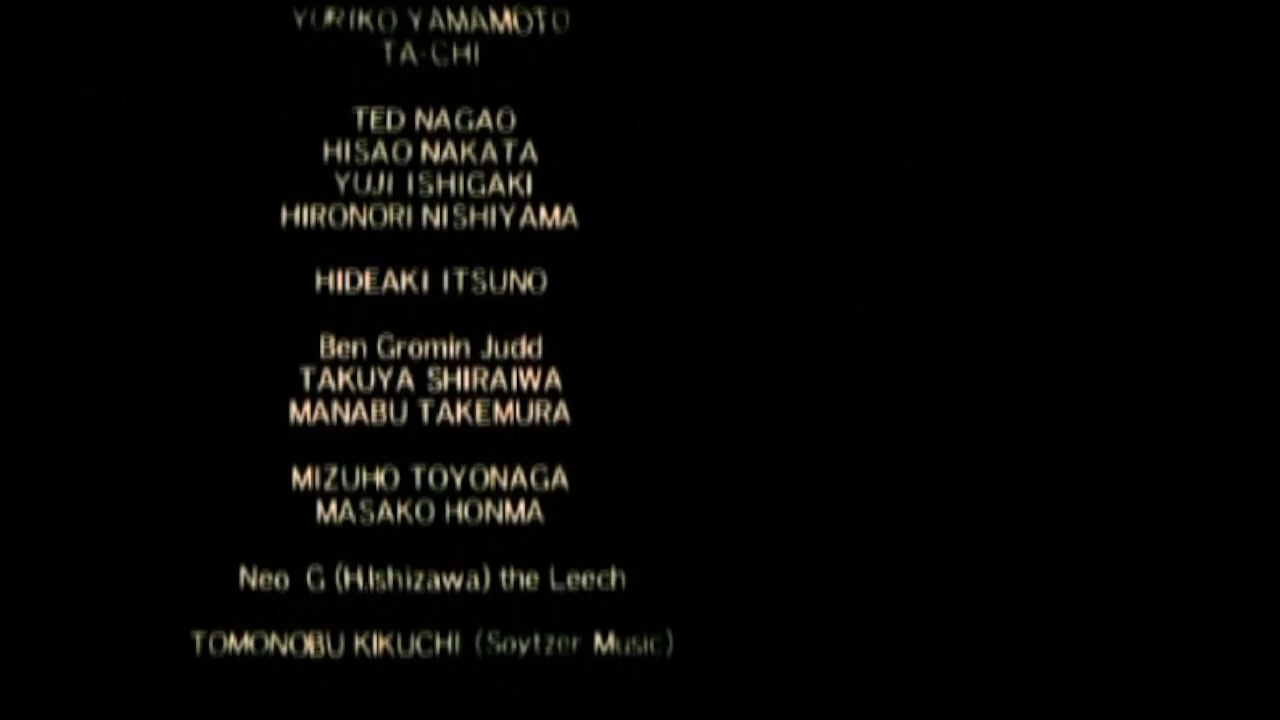 YURIKO YAMAMOTO
TA-CHI
TED NAGAO
HISAO NAKATA
YUJI ISHIGAKI
HIRONORI NISHIYAMA
HIDEAKI ITSUNO
Ben Gromin Judd
TAKUYA SHIRAIWA
MANABU TAKEMURA
MIZUHO TOYONAGA
MASAKO HONMA
Neo G (H.Ishizawa) the Leech
TOMONOBU KIKUCHI (Soytzer Music)